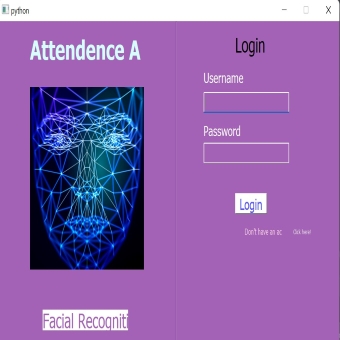 python
Attendence A
Login
Username
Password
Login
Don't have an ac
Click here!
Facial Recogniti